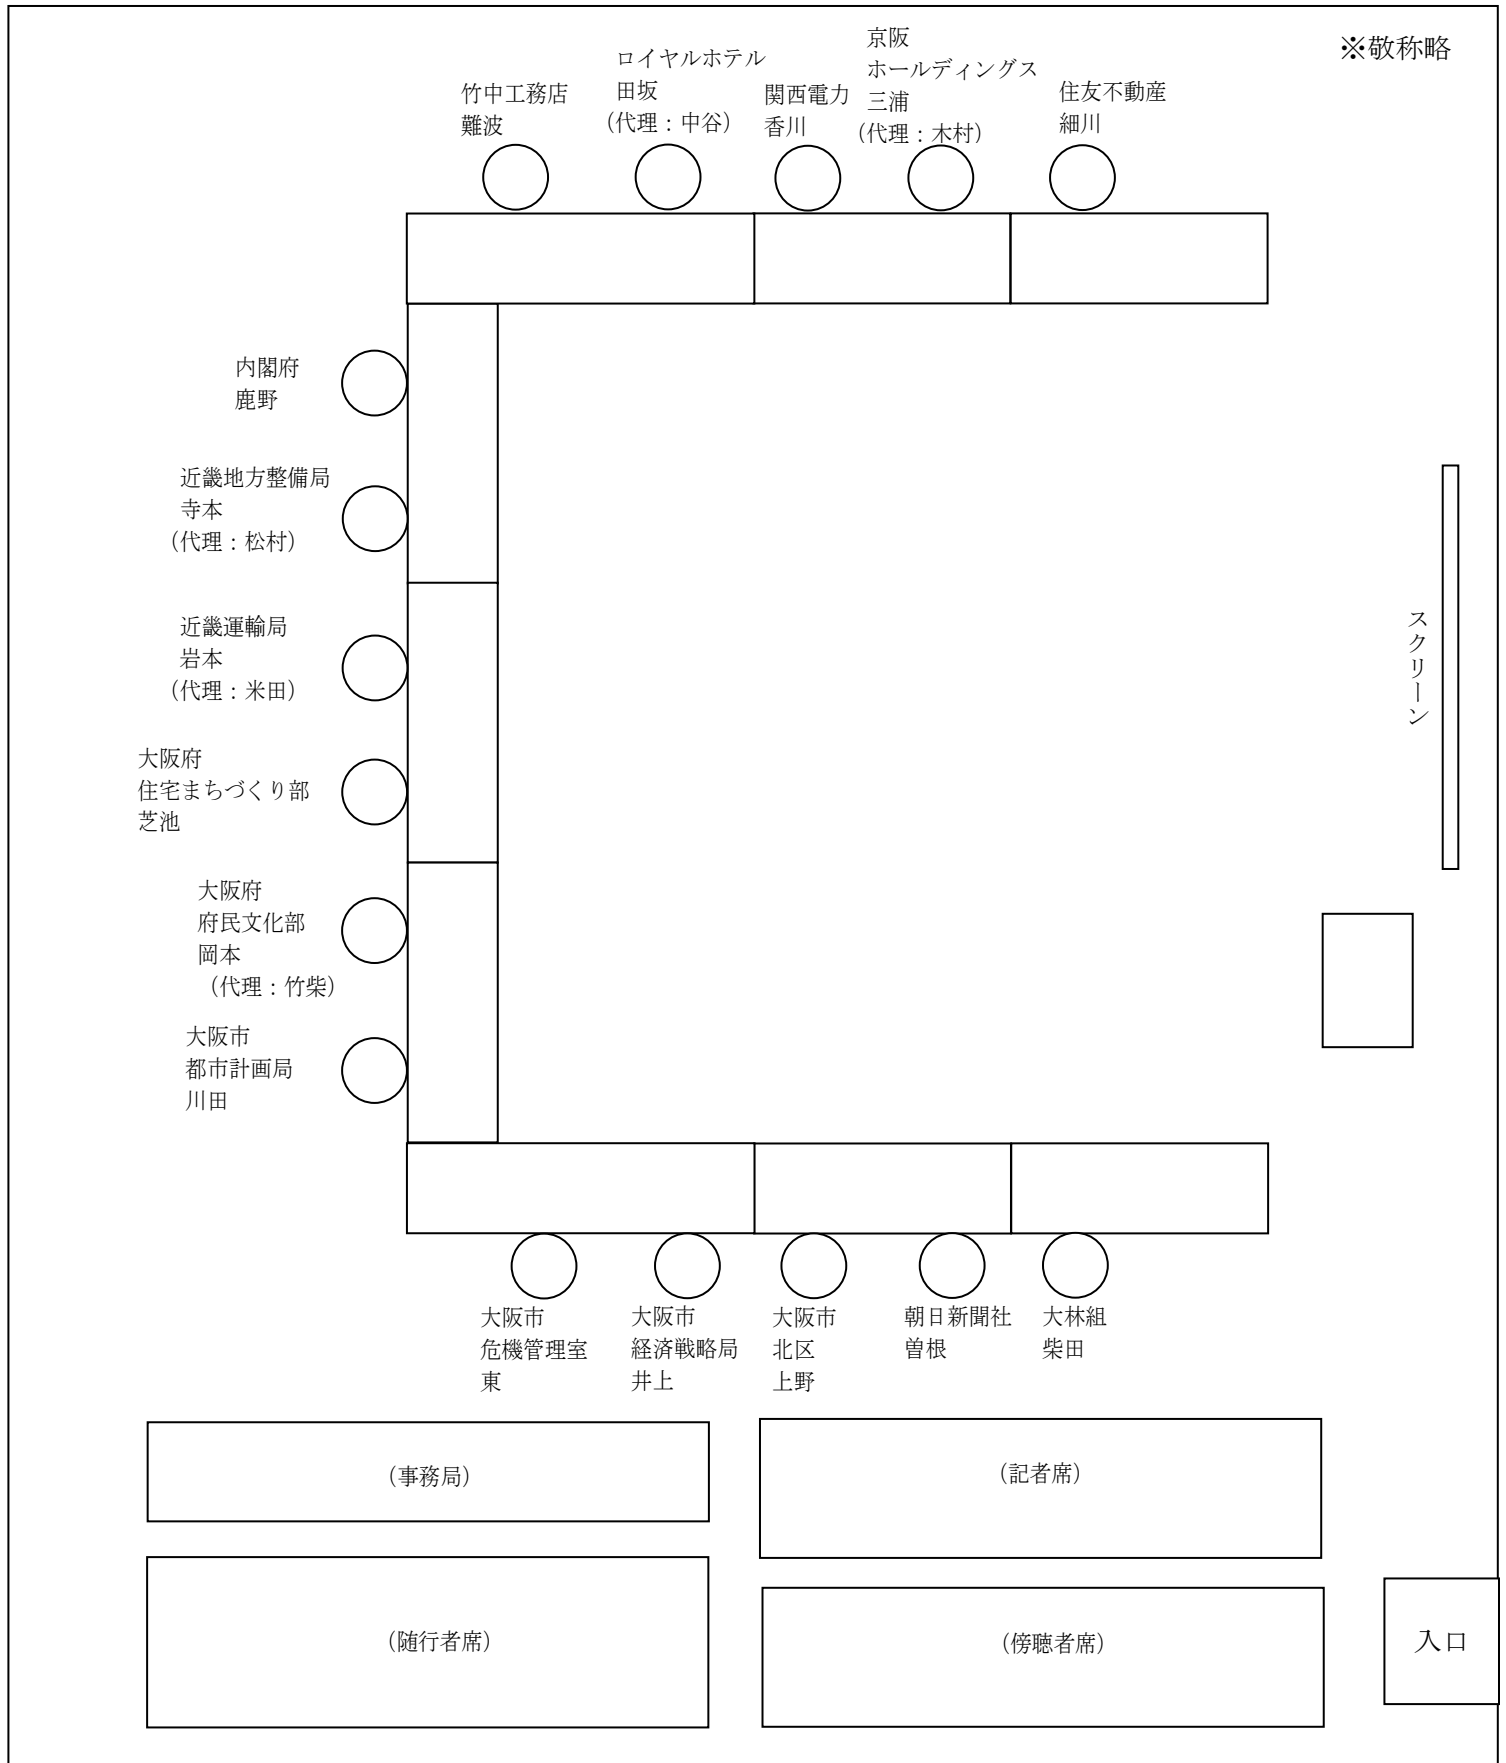 ※敬称略
竹中工務店
難波
ロイヤルホテル
田坂
（代理：中谷）
関西電力
香川
京阪
ホールディングス
三浦
（代理：木村）
住友不動産
細川
内閣府
鹿野
近畿地方整備局
寺本
（代理：松村）
近畿運輸局
岩本
（代理：米田）
大阪府
住宅まちづくり部
芝池
大阪府
府民文化部
岡本
（代理：竹柴）
大阪市
都市計画局
川田
スクリーン
大阪市
危機管理室
東
大阪市
経済戦略局
井上
大阪市
北区
上野
朝日新聞社
曽根
大林組
柴田
（事務局）
（記者席）
（随行者席）
（傍聴者席）
入口